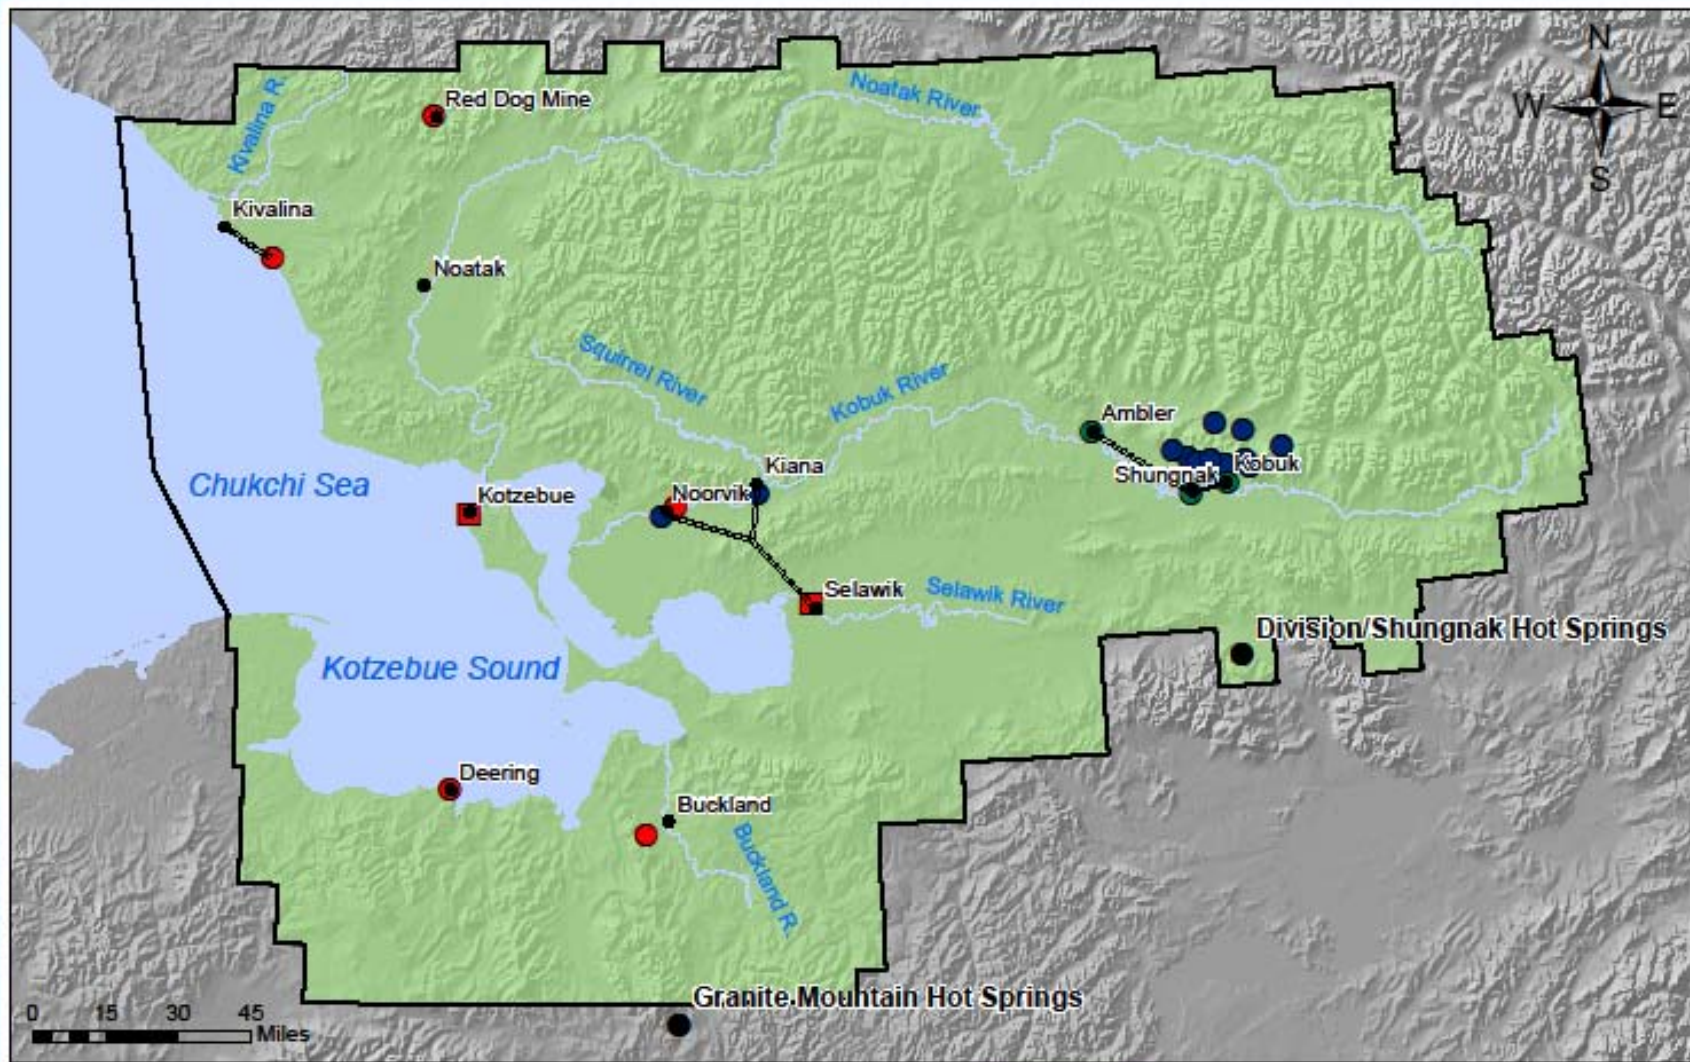 N
W E
S
Noatak River
Red Dog Mine
Kivalina R.
Kivalina
Noatak
Squirrel River
Kobuk River
Ambler
Kiana
Shungnak
Kobuk
Chukchi Sea
Kotzebue
Noorvik
Selawik
Selawik River
Division/Shungnak Hot Springs
Kotzebue Sound
Deering
Buckland
Buckland R.
Granite Mountain Hot Springs
0 15 30 45
Miles